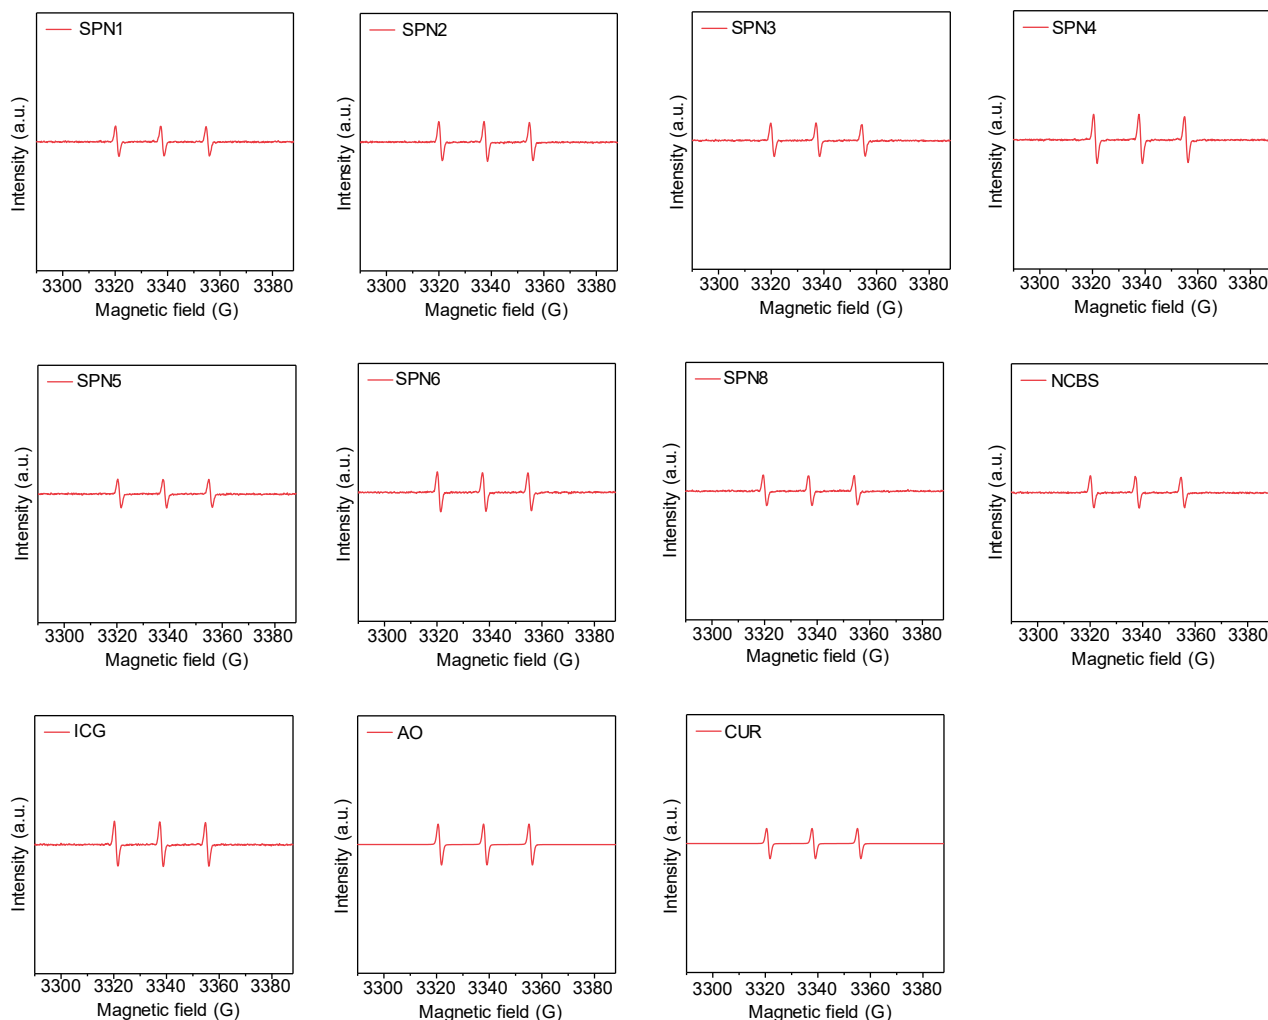 SPN1
Intensity (a.u.)
3300 3320 3340 3360 3380
Magnetic field (G)
SPN2
Intensity (a.u.)
3300 3320 3340 3360 3380
Magnetic field (G)
SPN3
Intensity (a.u.)
3300 3320 3340 3360 3380
Magnetic field (G)
SPN4
Intensity (a.u.)
3300 3320 3340 3360 3380
Magnetic field (G)
SPN5
Intensity (a.u.)
3300 3320 3340 3360 3380
Magnetic field (G)
SPN6
Intensity (a.u.)
3300 3320 3340 3360 3380
Magnetic field (G)
SPN8
Intensity (a.u.)
3300 3320 3340 3360 3380
Magnetic field (G)
NCBS
Intensity (a.u.)
3300 3320 3340 3360 3380
Magnetic field (G)
ICG
Intensity (a.u.)
3300 3320 3340 3360 3380
Magnetic field (G)
AO
Intensity (a.u.)
3300 3320 3340 3360 3380
Magnetic field (G)
CUR
Intensity (a.u.)
3300 3320 3340 3360 3380
Magnetic field (G)